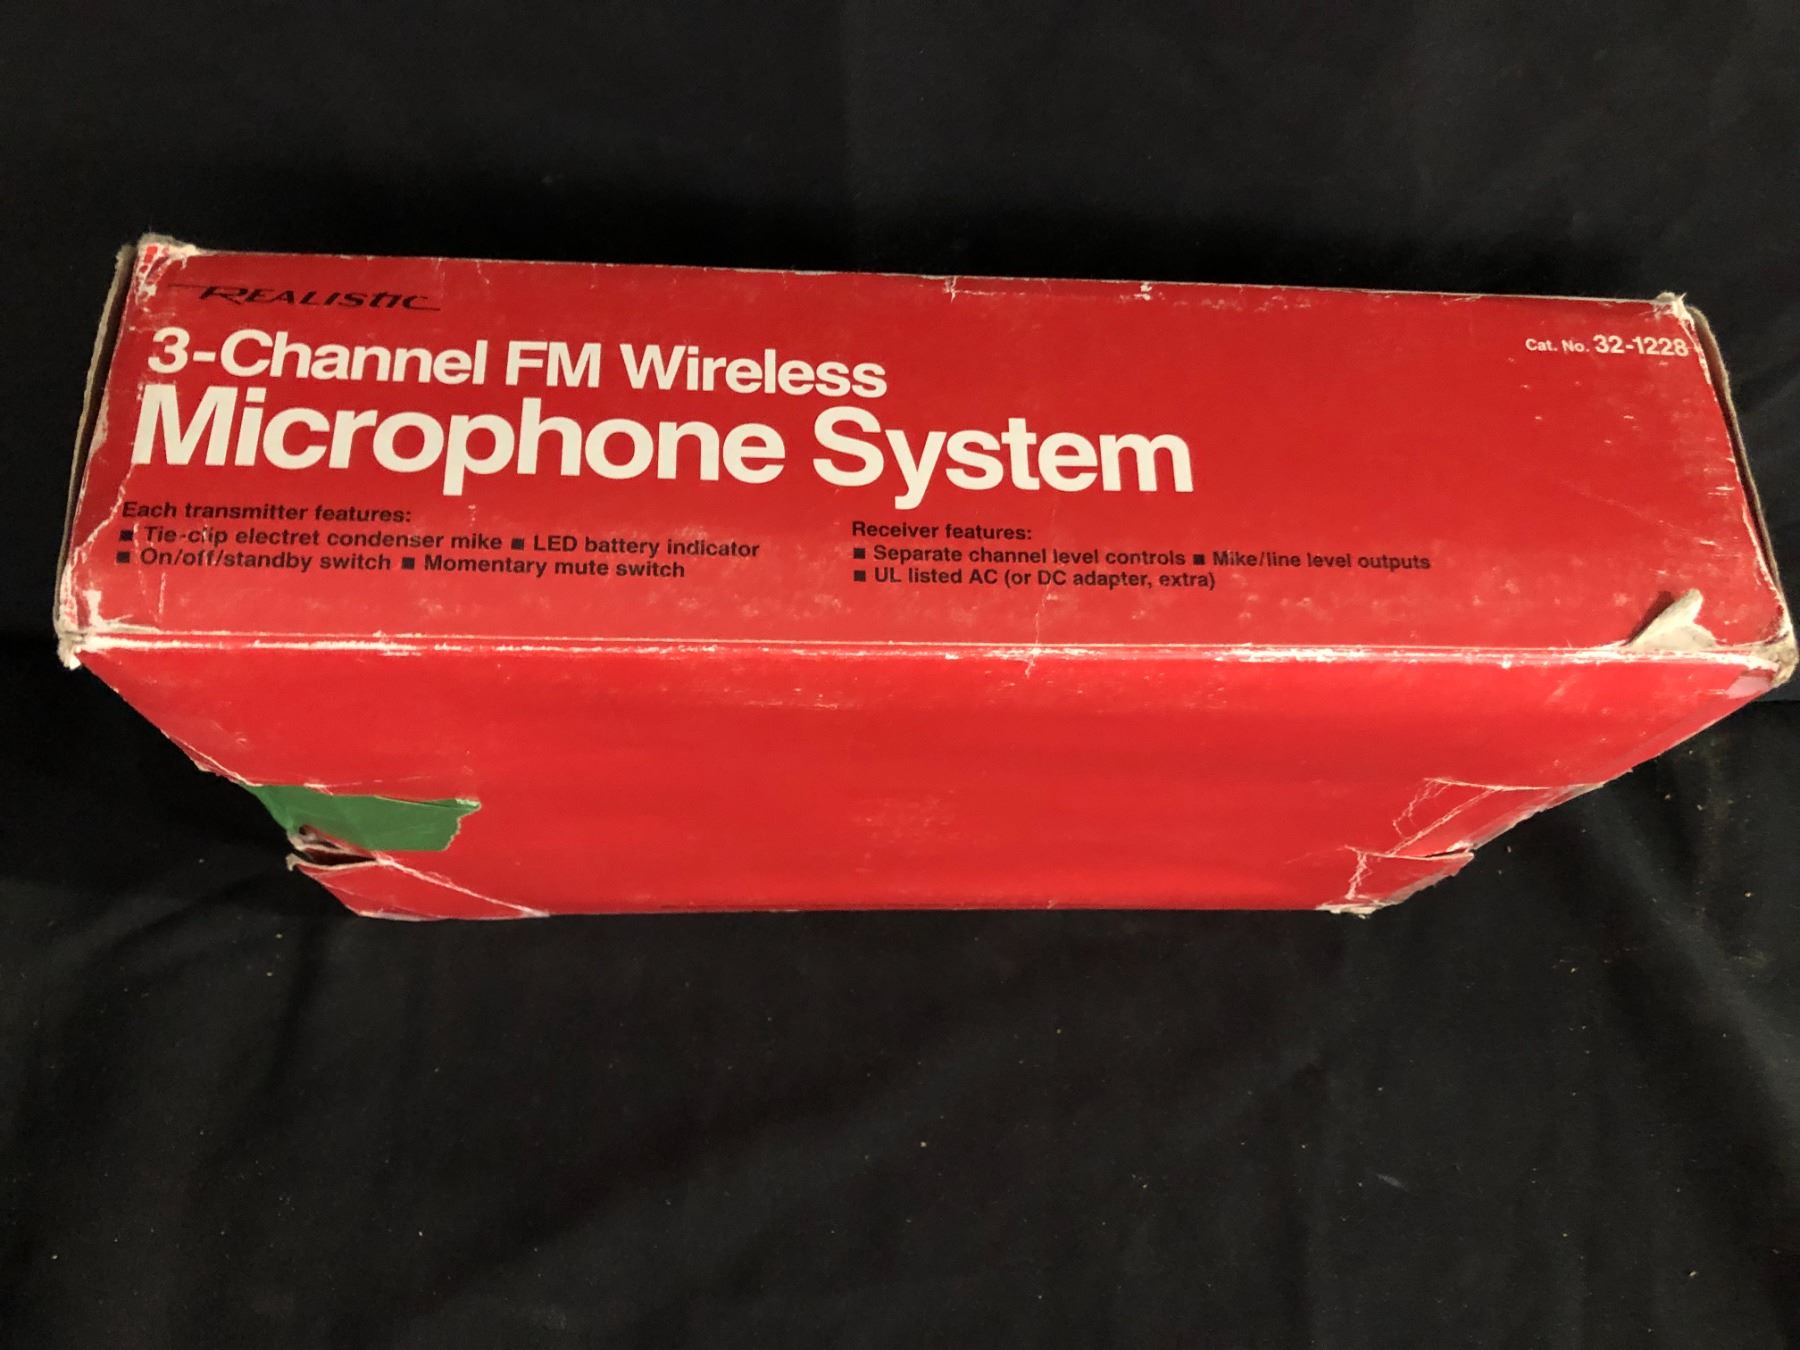 REALISTIC
3-Channel FM Wireless
Microphone System
Cat. No. 32-1228
Each transmitter features:
■ Tie-clip electret condenser mike ■ LED battery indicator
■ On/off/standby switch ■ Momentary mute switch
Receiver features:
■ Separate channel level controls ■ Mike/line level outputs
■ UL listed AC (or DC adapter, extra)